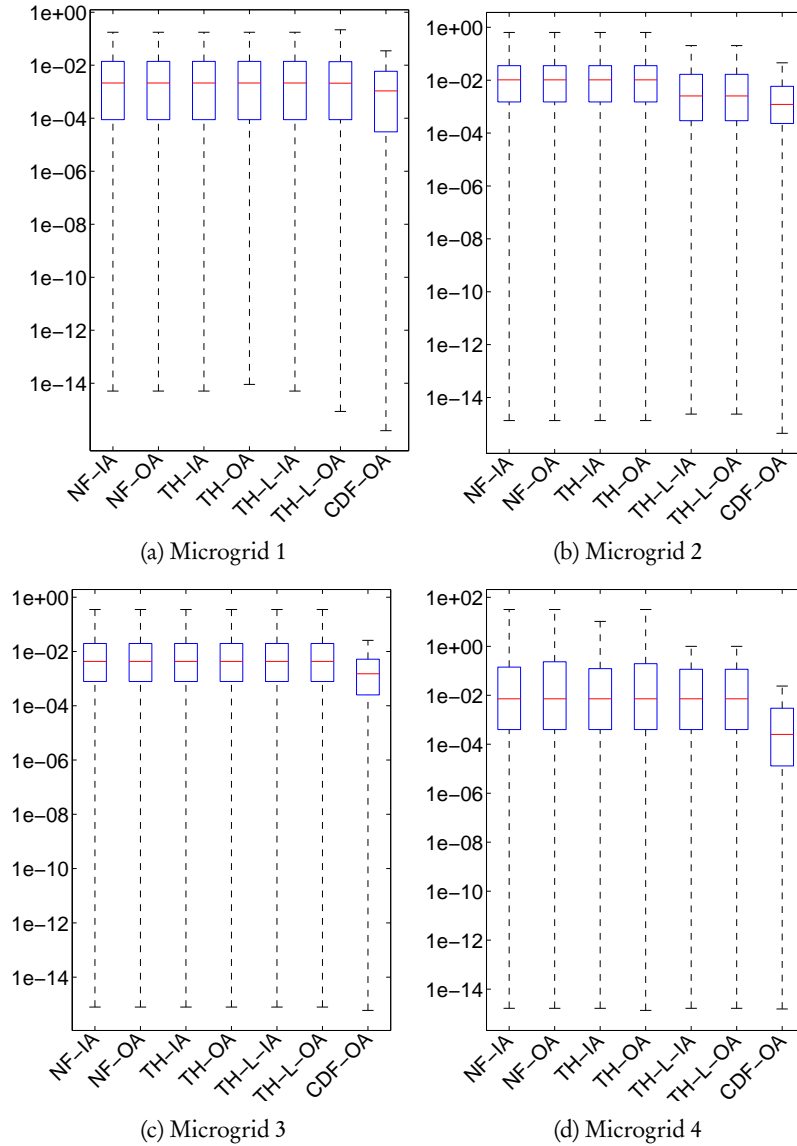 1e+00
1e−02
1e−04
1e−06
1e−08
1e−10
1e−12
1e−14
NF−IA
NF−OA
TH−IA
TH−OA
TH−L−IA
TH−L−OA
CDF−OA
(a) Microgrid 1
1e+00
1e−02
1e−04
1e−06
1e−08
1e−10
1e−12
1e−14
NF−IA
NF−OA
TH−IA
TH−OA
TH−L−IA
TH−L−OA
CDF−OA
(b) Microgrid 2
1e+00
1e−02
1e−04
1e−06
1e−08
1e−10
1e−12
1e−14
NF−IA
NF−OA
TH−IA
TH−OA
TH−L−IA
TH−L−OA
CDF−OA
(c) Microgrid 3
1e+02
1e+00
1e−02
1e−04
1e−06
1e−08
1e−10
1e−12
1e−14
NF−IA
NF−OA
TH−IA
TH−OA
TH−L−IA
TH−L−OA
CDF−OA
(d) Microgrid 4